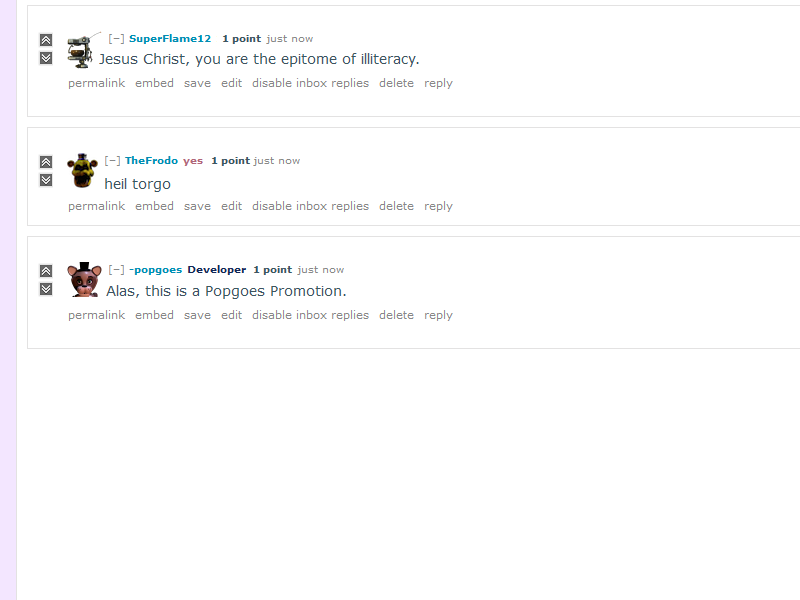 [–] SuperFlame12 1 point just now
Jesus Christ, you are the epitome of illiteracy.
permalink embed save edit disable inbox replies delete reply
[–] TheFrodo yes 1 point just now
heil torgo
permalink embed save edit disable inbox replies delete reply
[–] -popgoes Developer 1 point just now
Alas, this is a Popgoes Promotion.
permalink embed save edit disable inbox replies delete reply